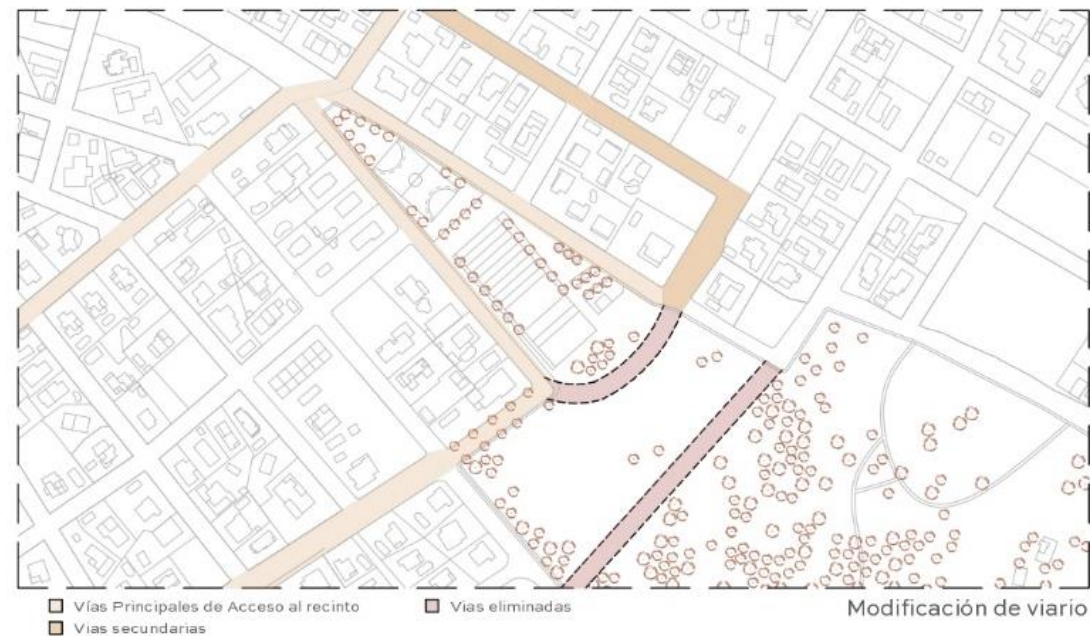 Vías Principales de Acceso al recinto
Vias eliminadas
Modificación de viario
Vias secundarias